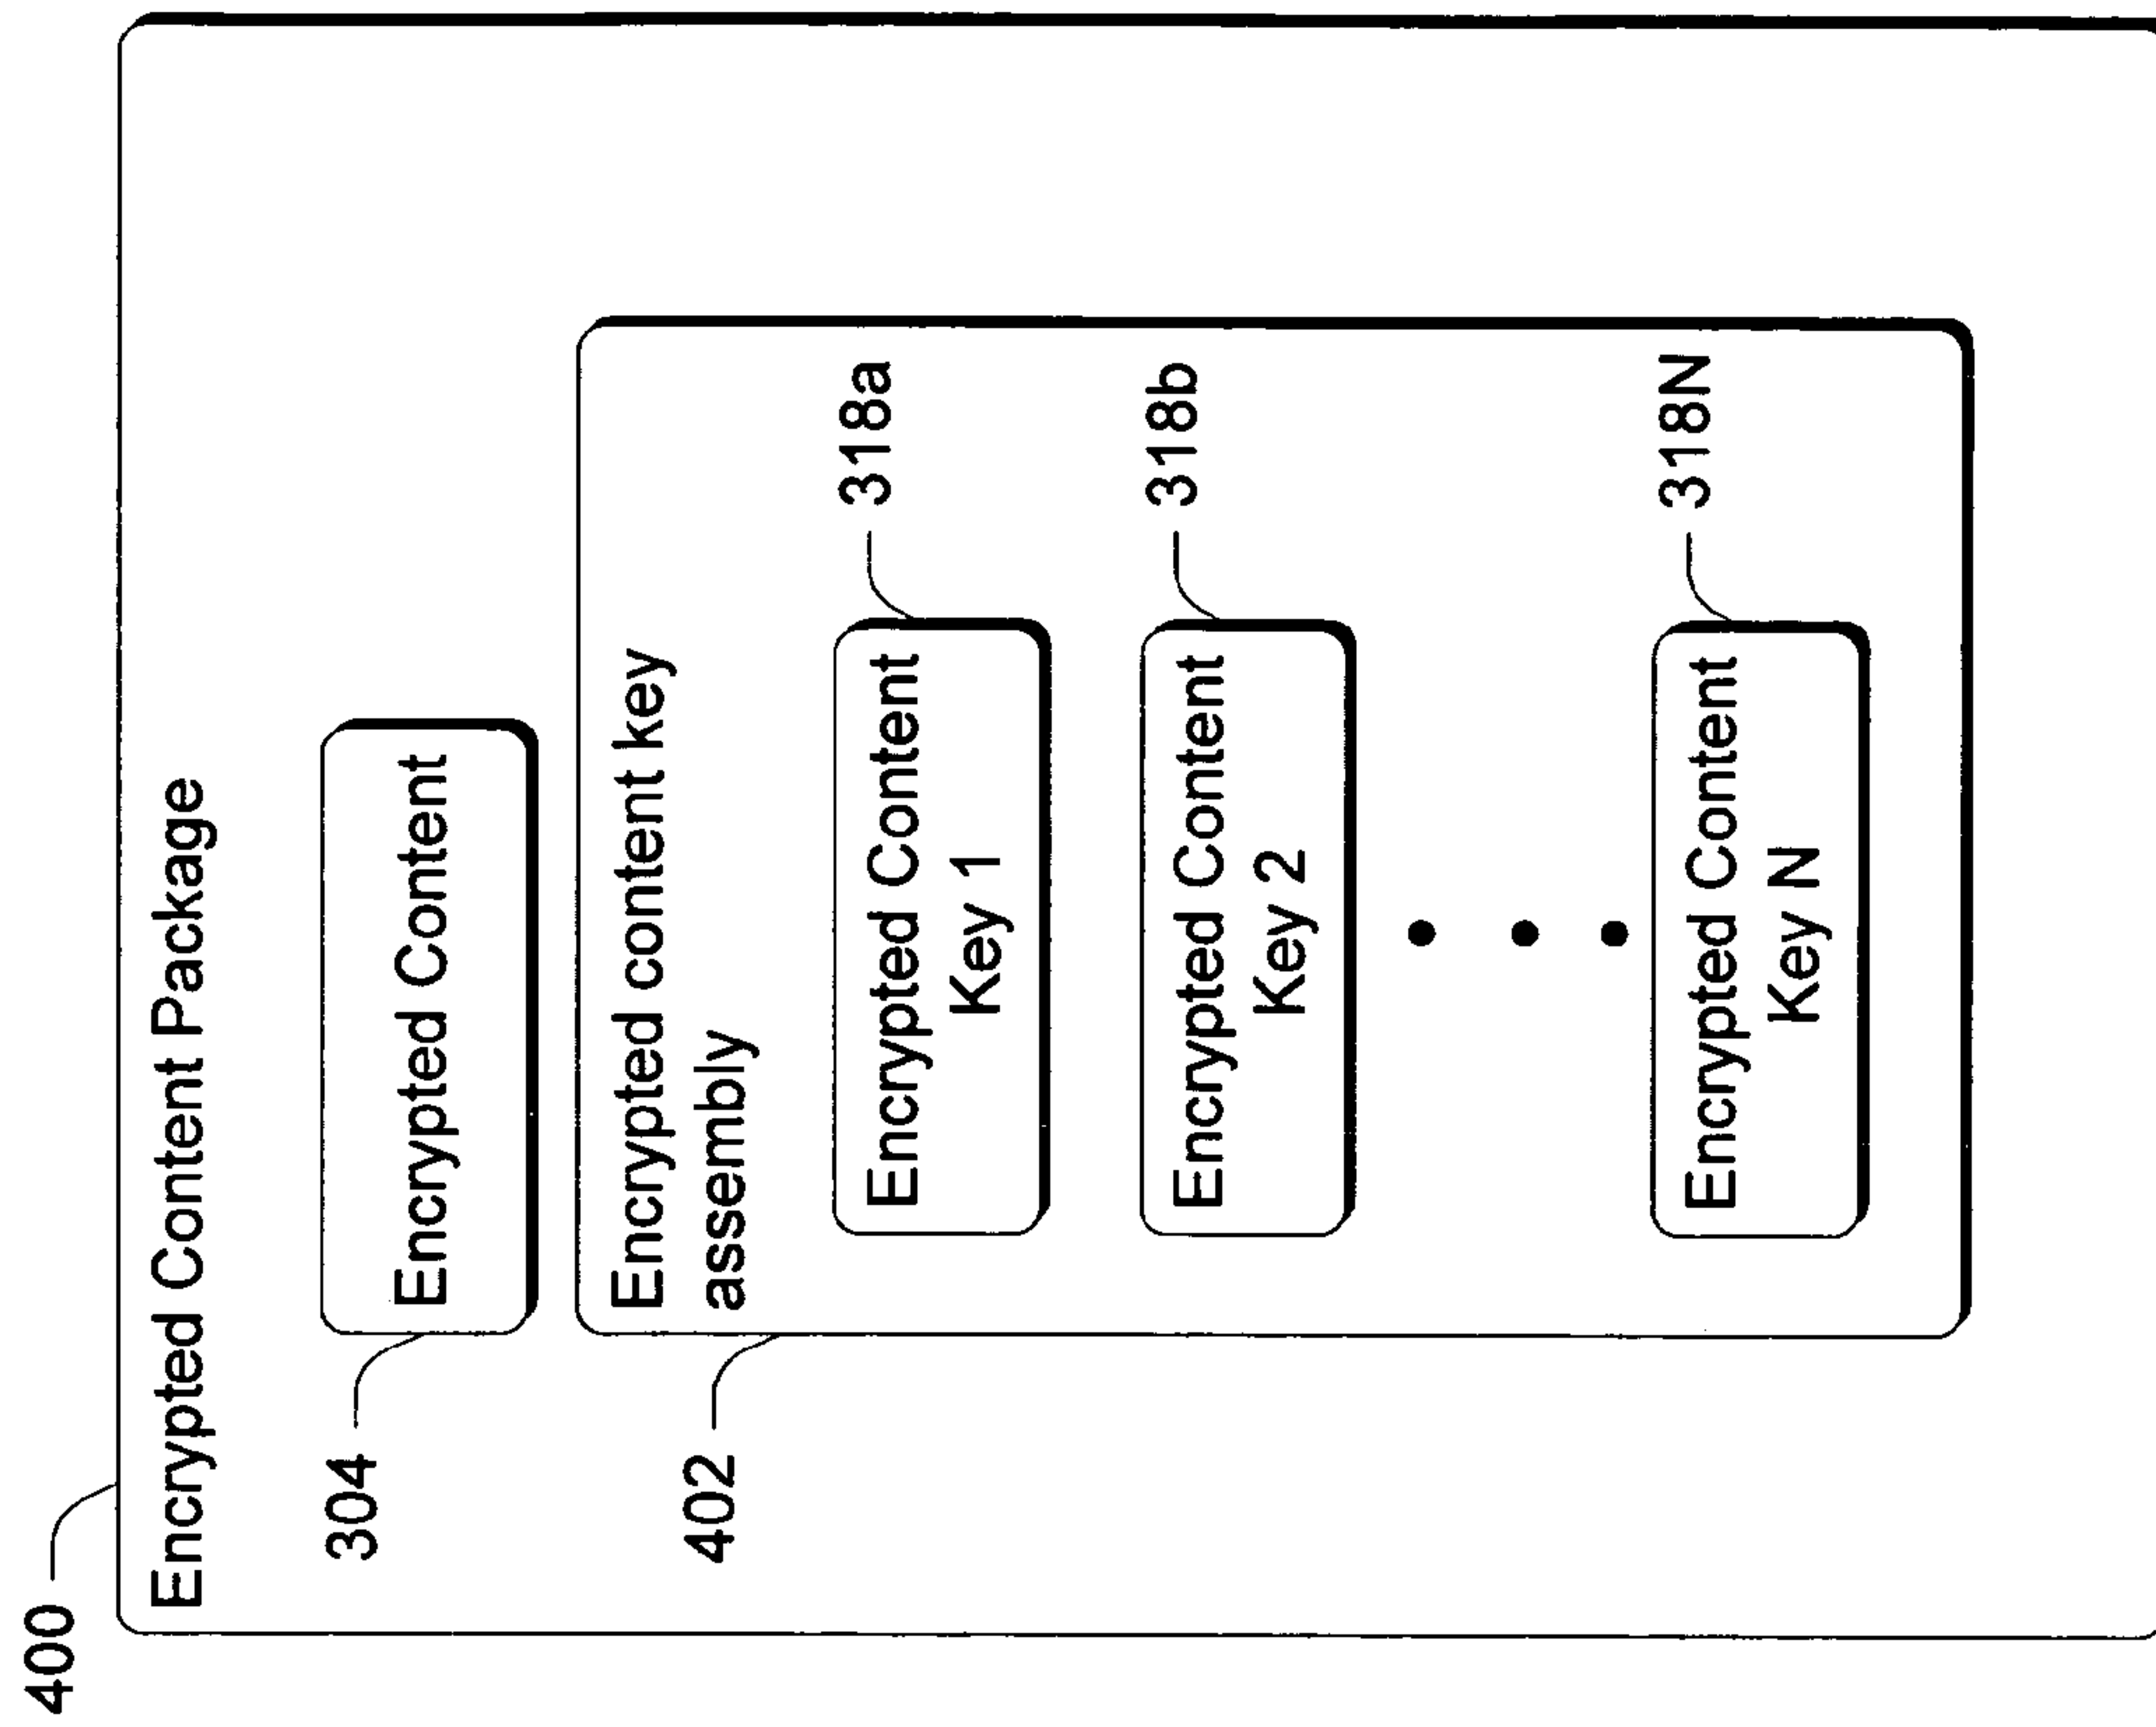 400
Encrypted Content Package
304
Encrypted Content
402
Encrypted content key
assembly
Encrypted Content
Key 1
318a
Encrypted Content
Key 2
318b
Encrypted Content
Key N
318N